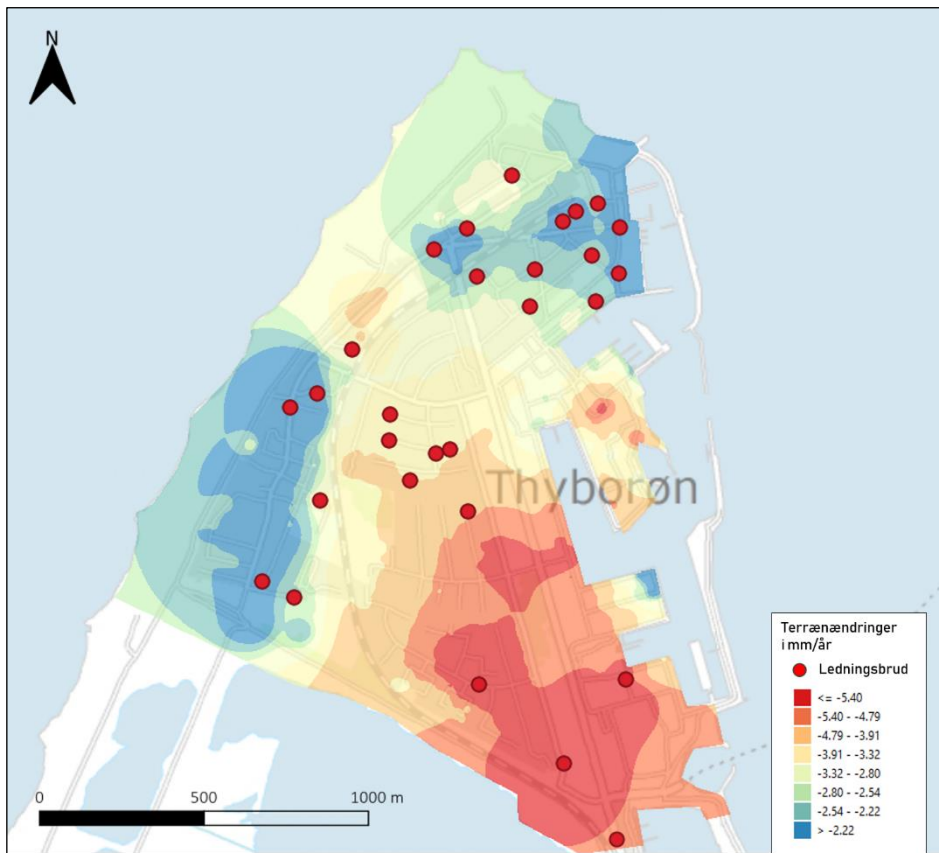 N
Thyborøn
Terrænændringer
i mm/år
Ledningsbrud
<= -5.40
-5.40 - -4.79
-4.79 - -3.91
-3.91 - -3.32
-3.32 - -2.80
-2.80 - -2.54
-2.54 - -2.22
> -2.22
0 500 1000 m